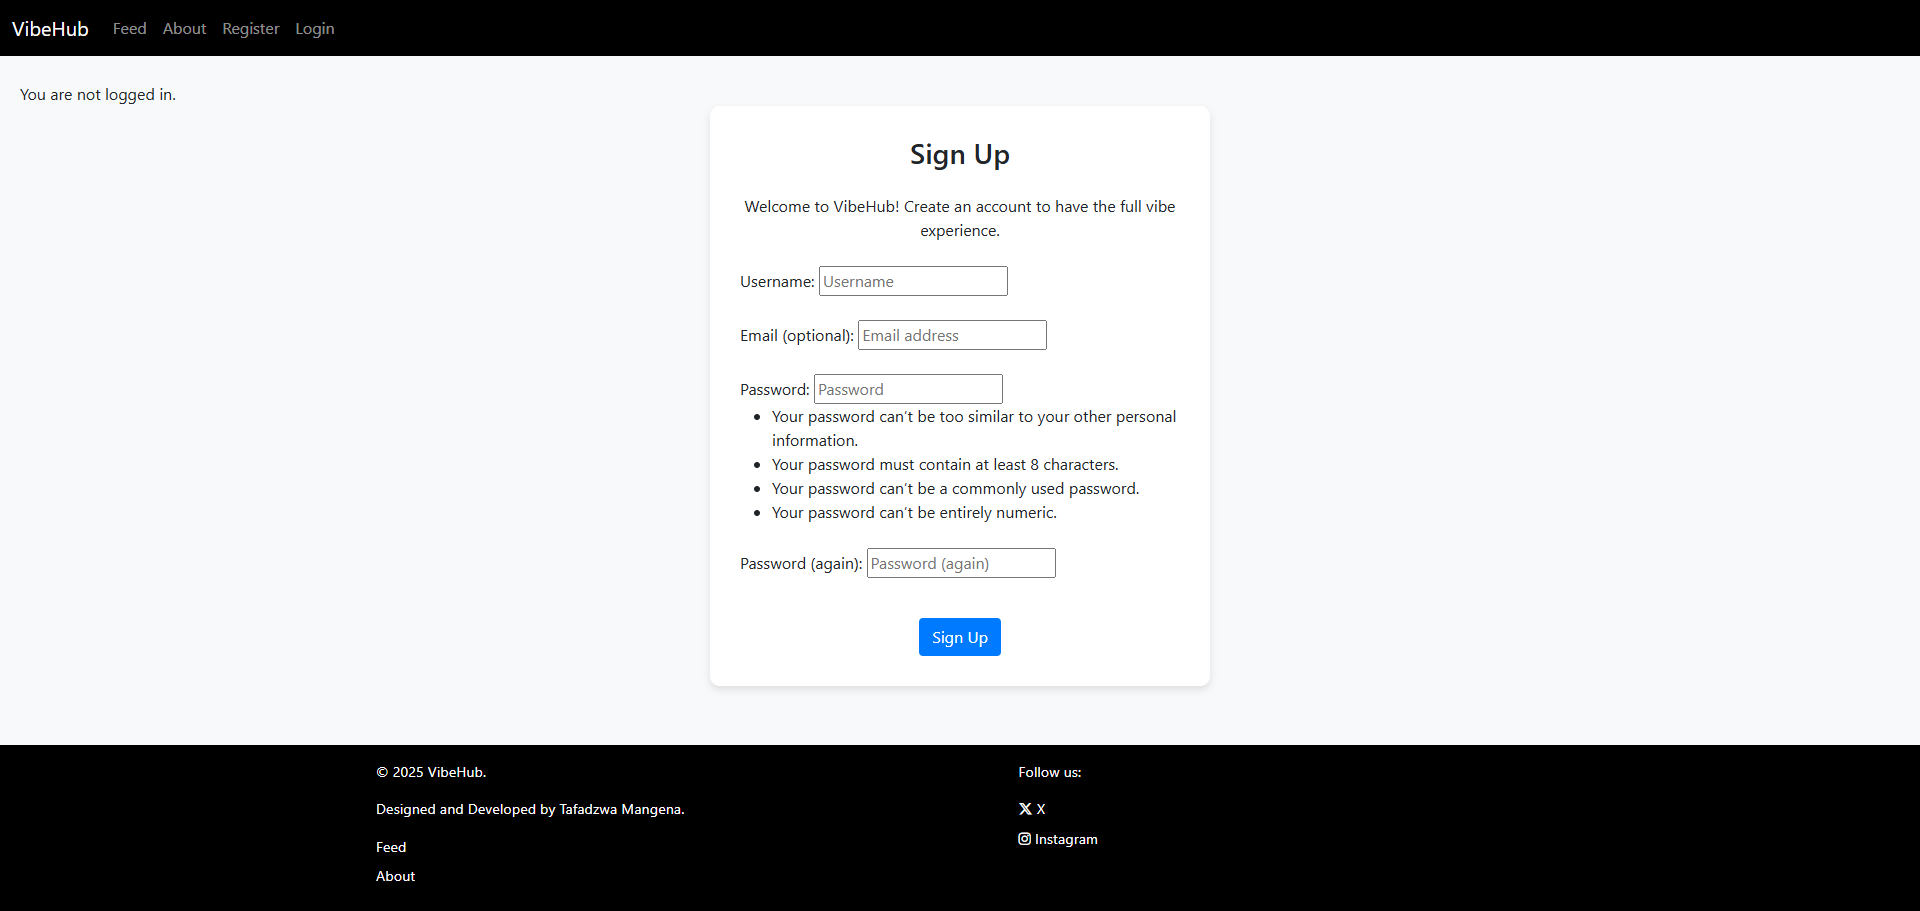 VibeHub Feed About Register Login
You are not logged in.
Sign Up
Welcome to VibeHub! Create an account to have the full vibe
experience.
Username: Username
Email (optional): Email address
Password: Password
• Your password can’t be too similar to your other personal
information.
• Your password must contain at least 8 characters.
• Your password can’t be a commonly used password.
• Your password can’t be entirely numeric.
Password (again): Password (again)
Sign Up
© 2025 VibeHub.
Designed and Developed by Tafadzwa Mangena.
Feed
About
Follow us:
X X
Instagram